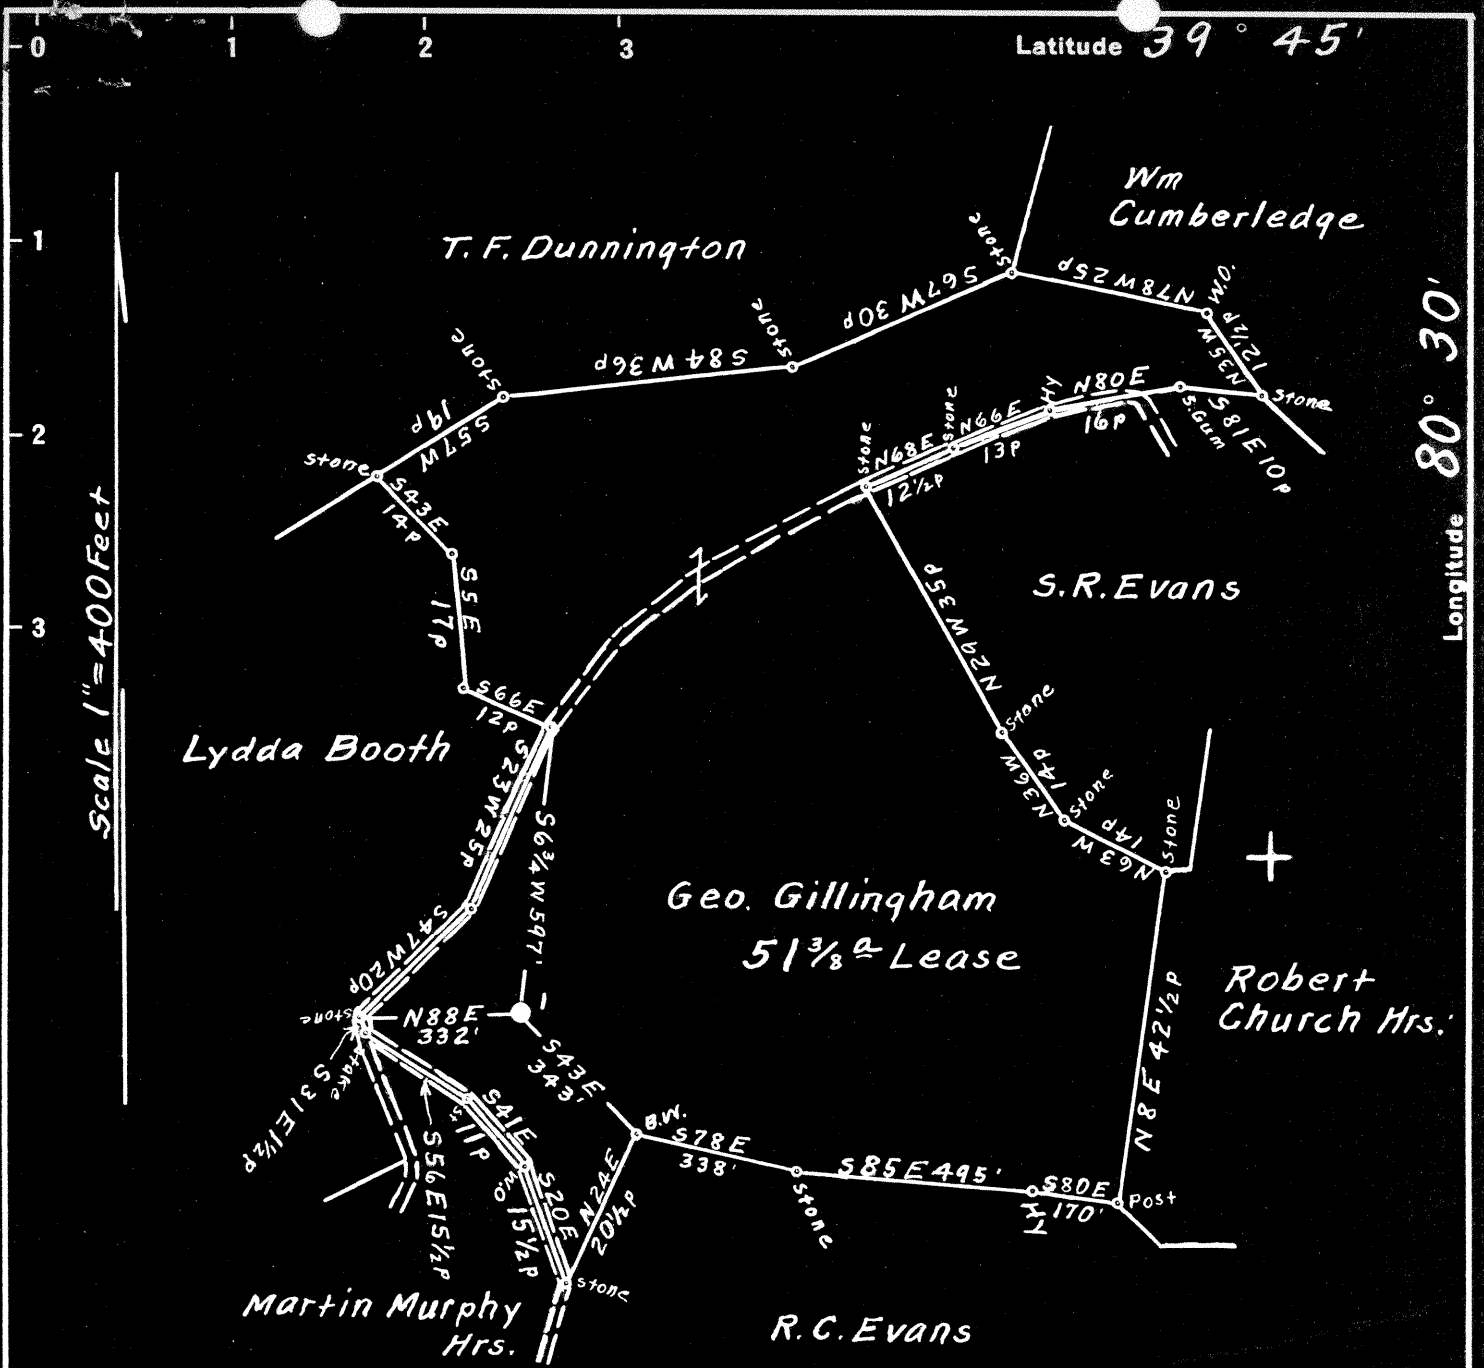 0
1
2
3
Latitude 39° 45'
1
2
3
80° 30'
Longitude
Scale 1"=400 Feet
Wm
Cumberledge
T. F. Dunnington
Stone
N78W 25p
W.O.
S67W 30p
N35W
12½p
Stone
Stone
S84W 36p
Stone
S57W
19p
Stone
N80E
16p
S.Gum
S81E 10p
Hy
N66E
13p
Stone
N68E
12½p
Stone
S43E
14p
S5E
17p
S66E
12p
S.R. Evans
N29W 35p
Stone
N36W
14p
Stone
N63W
14p
Stone
Lydda Booth
S23W 25p
S6¾W 597'
Geo. Gillingham
51⅜ a Lease
S47W 20p
Stone
N88E
332'
Robert
Church Hrs.
N8E 42½p
Stake
S31E 1½p
S43E
343'
B.W.
S78E
338'
Stone
S85E 495'
S80E
170'
Post
St
S41E
11p
S56E 15½p
W.O
S20E
15½p
N24E
20½p
Stone
Martin Murphy
Hrs.
R.C. Evans